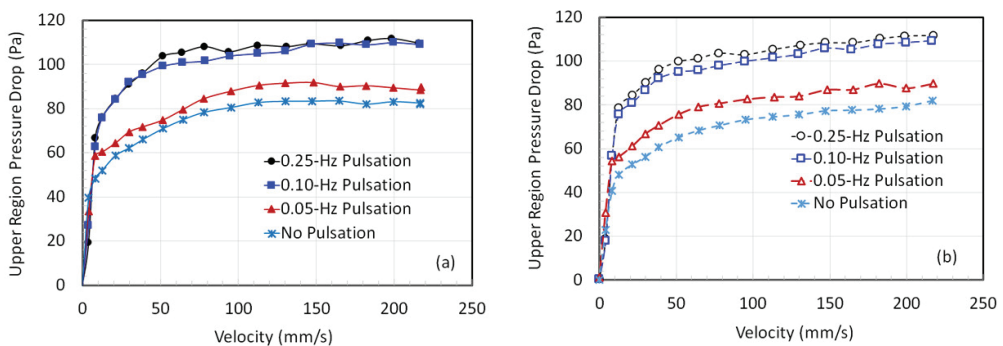 Upper Region Pressure Drop (Pa)
120
100
80
60
40
20
0
0.25-Hz Pulsation
0.10-Hz Pulsation
0.05-Hz Pulsation
No Pulsation
(a)
0 50 100 150 200 250
Velocity (mm/s)
Upper Region Pressure Drop (Pa)
120
100
80
60
40
20
0
0.25-Hz Pulsation
0.10-Hz Pulsation
0.05-Hz Pulsation
No Pulsation
(b)
0 50 100 150 200 250
Velocity (mm/s)